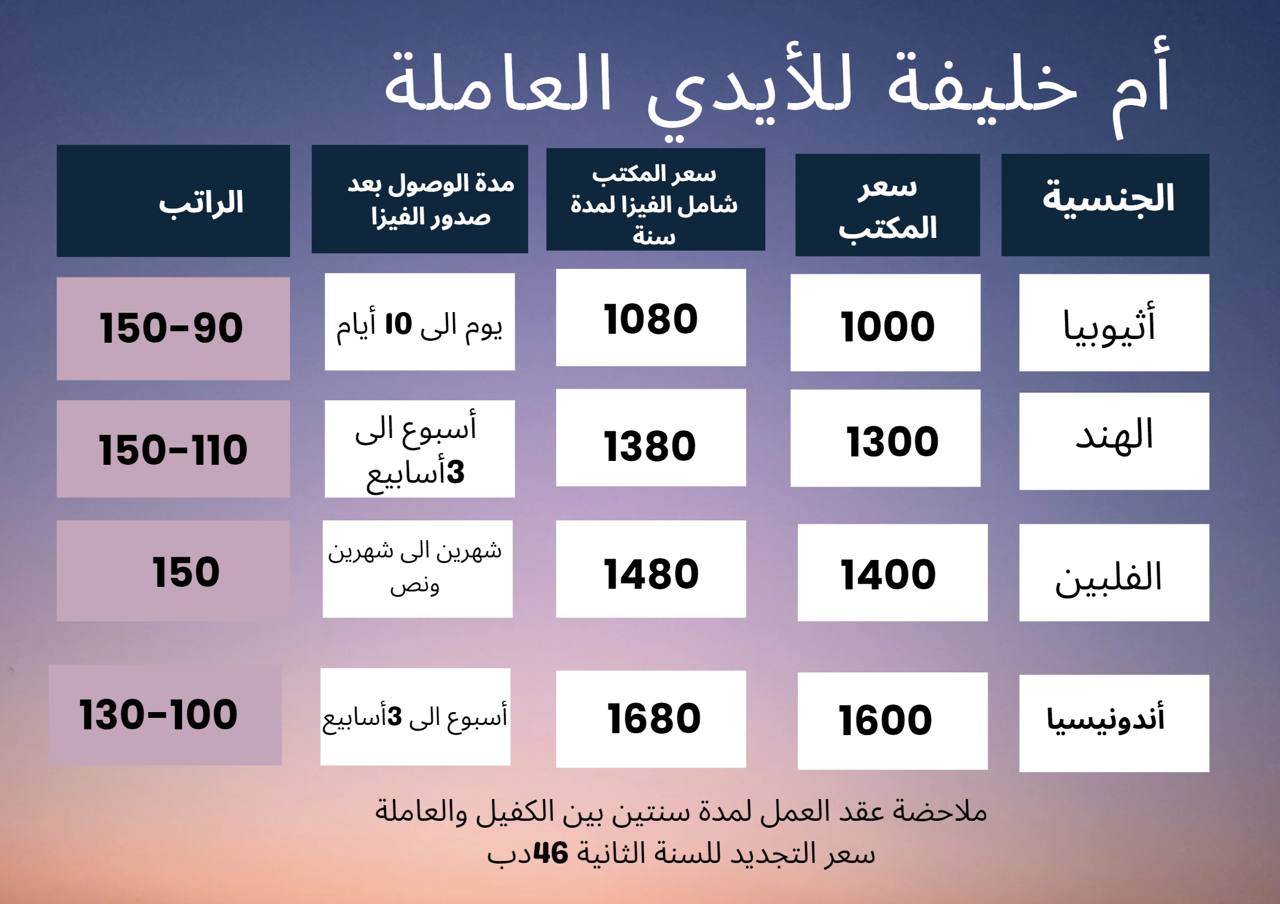 أم خليفة للأيدي العاملة
الجنسية
سعر
المكتب
سعر المكتب
شامل الفيزا لمدة
سنة
مدة الوصول بعد
صدور الفيزا
الراتب
أثيوبيا
1000
1080
يوم الى 10 أيام
150-90
الهند
1300
1380
أسبوع الى
3أسابيع
150-110
الفلبين
1400
1480
شهرين الى شهرين
ونص
150
أندونيسيا
1600
1680
أسبوع الى 3أسابيع
130-100
ملاحضة عقد العمل لمدة سنتين بين الكفيل والعاملة
سعر التجديد للسنة الثانية 46دب